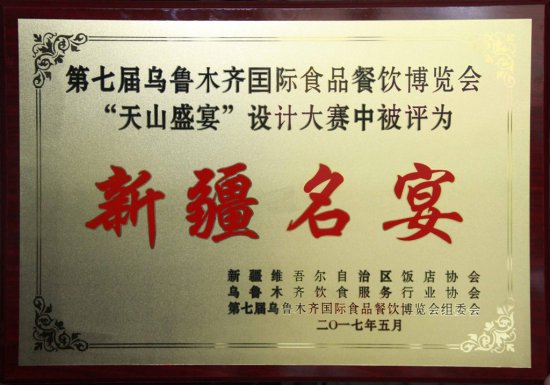 第七届乌鲁木齐国际食品餐饮博览会
“天山盛宴”设计大赛中被评为
新疆名宴
新疆维吾尔自治区饭店协会
乌鲁木齐饮食服务行业协会
第七届乌鲁木齐国际食品餐饮博览会组委会
二〇一七年五月